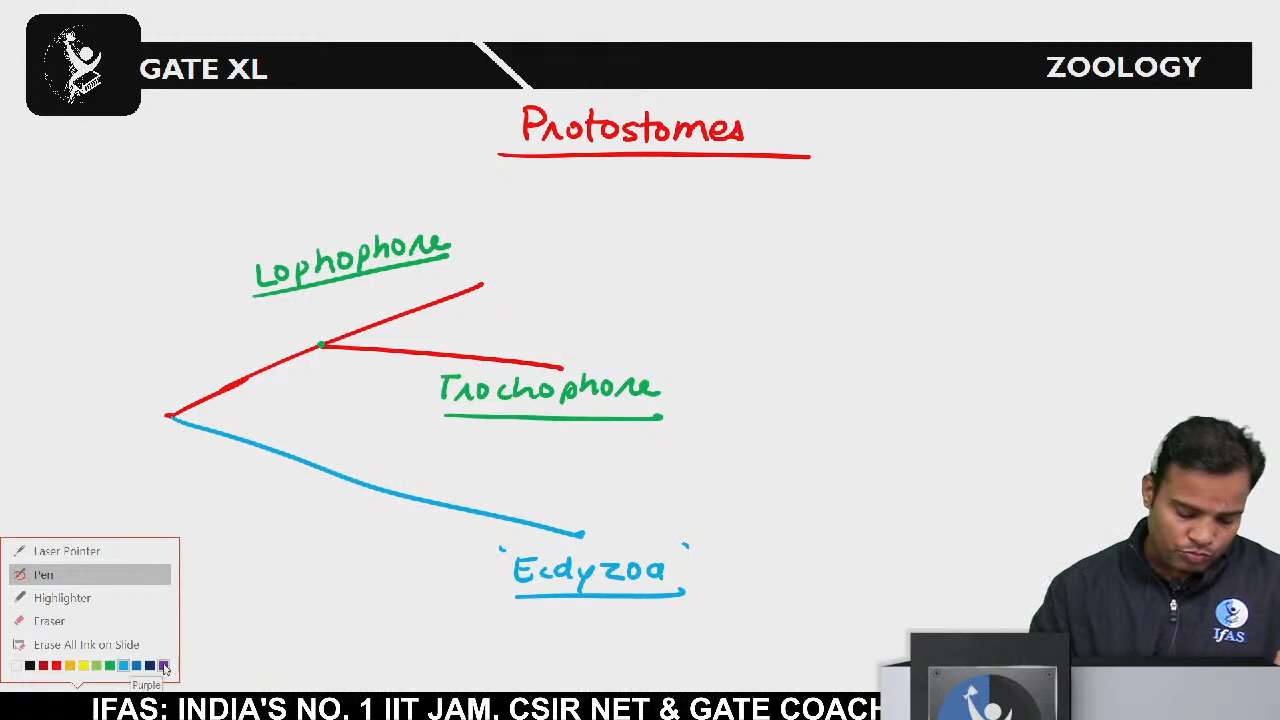 GATE XL
ZOOLOGY
Protostomes
Lophophore
Trochophore
'Ecdyzoa'
Laser Pointer
Pen
Highlighter
Eraser
Erase All Ink on Slide
Purple
IFAS
IFAS: INDIA'S NO. 1 IIT JAM, CSIR NET & GATE COACH